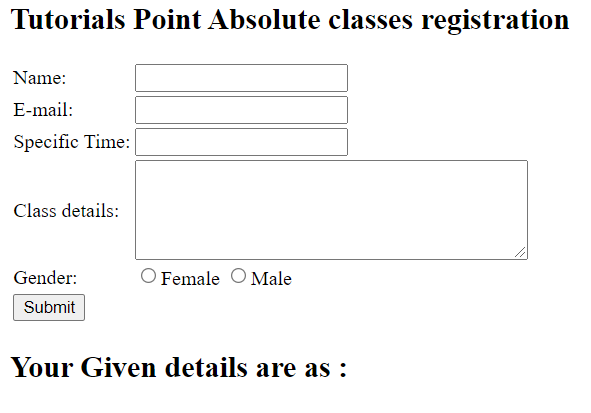 Tutorials Point Absolute classes registration
Name:
E-mail:
Specific Time:
Class details:
Gender: Female Male
Submit
Your Given details are as :